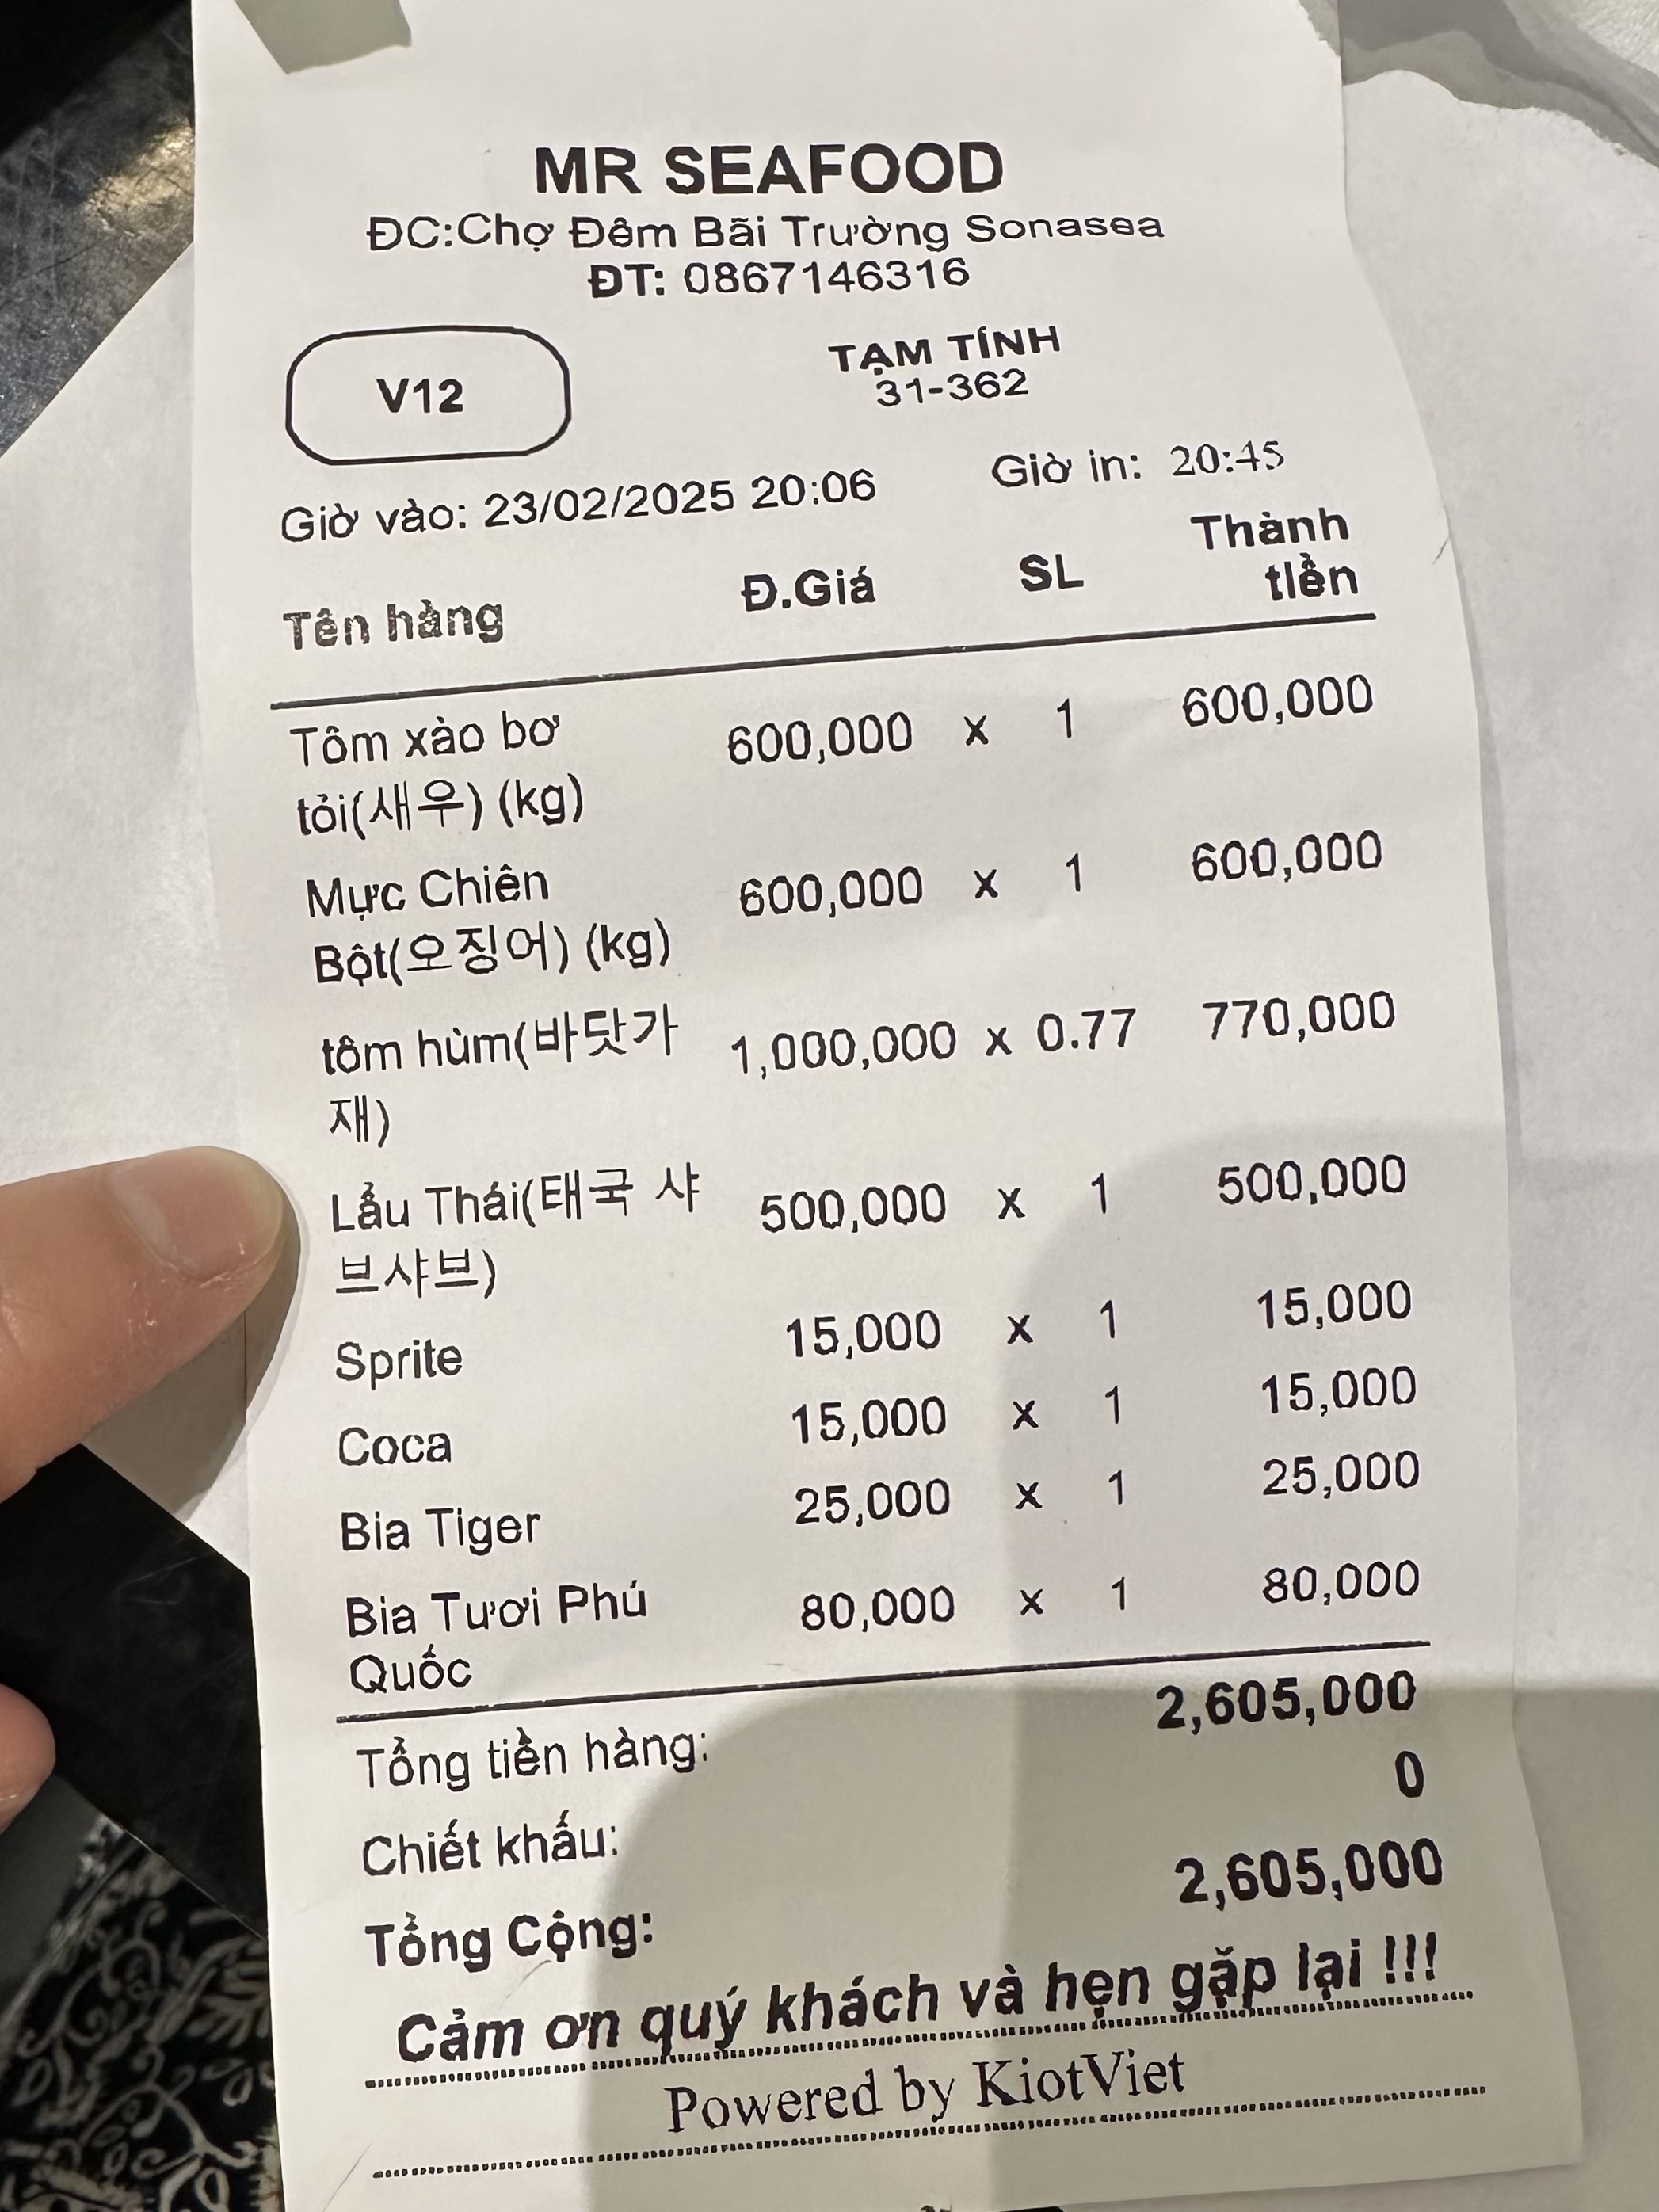 MR SEAFOOD
ĐC:Chợ Đêm Bãi Trường Sonasea
ĐT: 0867146316
V12
TẠM TÍNH
31-362
Giờ vào: 23/02/2025 20:06 Giờ in: 20:45
Tên hàng Đ.Giá SL Thành tiền
Tôm xào bơ 600,000 x 1 600,000
tỏi(새우) (kg)
Mực Chiên 600,000 x 1 600,000
Bột(오징어) (kg)
tôm hùm(바닷가 1,000,000 x 0.77 770,000
재)
Lẩu Thái(태국 샤 500,000 x 1 500,000
브샤브)
Sprite 15,000 x 1 15,000
Coca 15,000 x 1 15,000
Bia Tiger 25,000 x 1 25,000
Bia Tươi Phú 80,000 x 1 80,000
Quốc
Tổng tiền hàng: 2,605,000
Chiết khấu: 0
Tổng Cộng: 2,605,000
Cảm ơn quý khách và hẹn gặp lại !!!
Powered by KiotViet